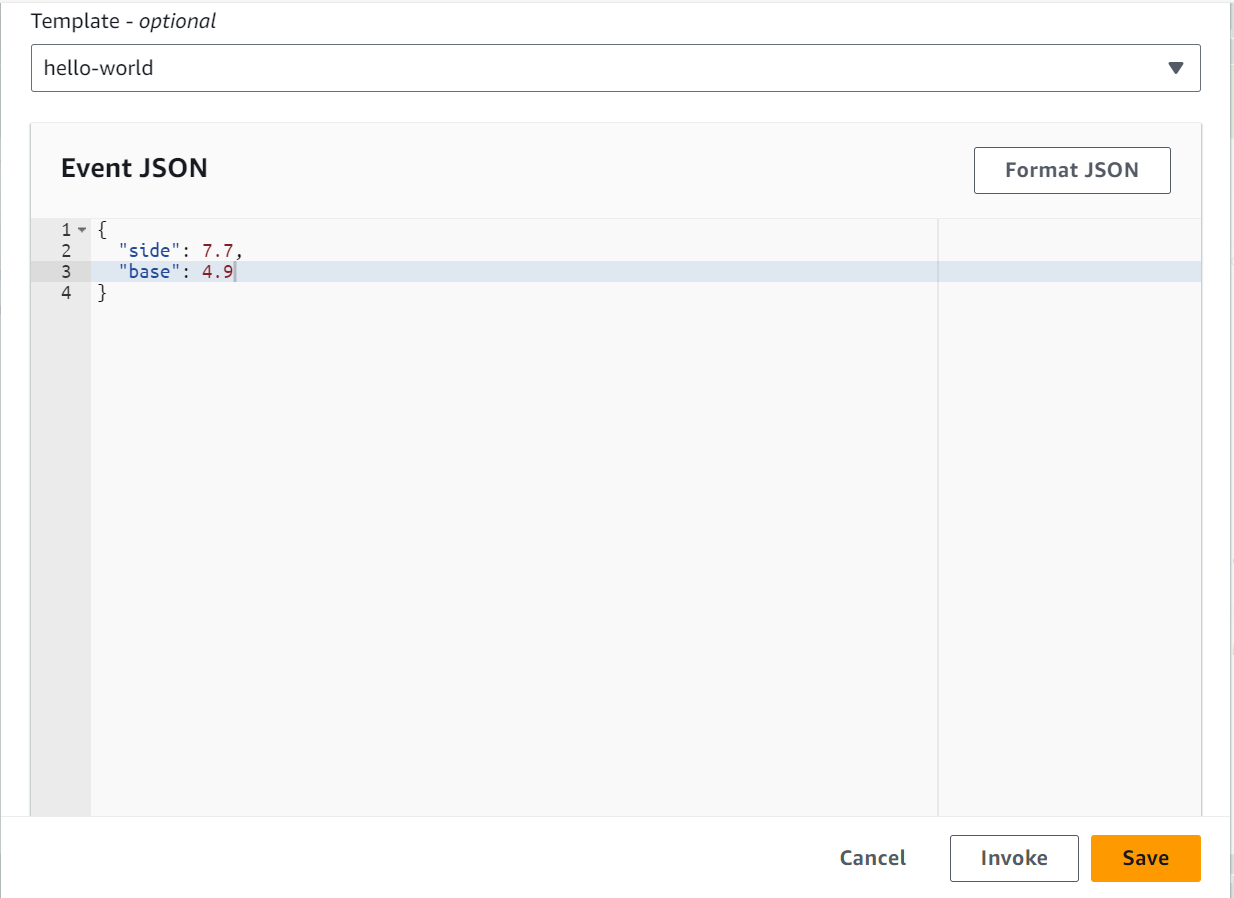 Template - optional
hello-world
Event JSON
Format JSON
1 {
2 "side": 7.7,
3 "base": 4.9
4 }
Cancel Invoke Save